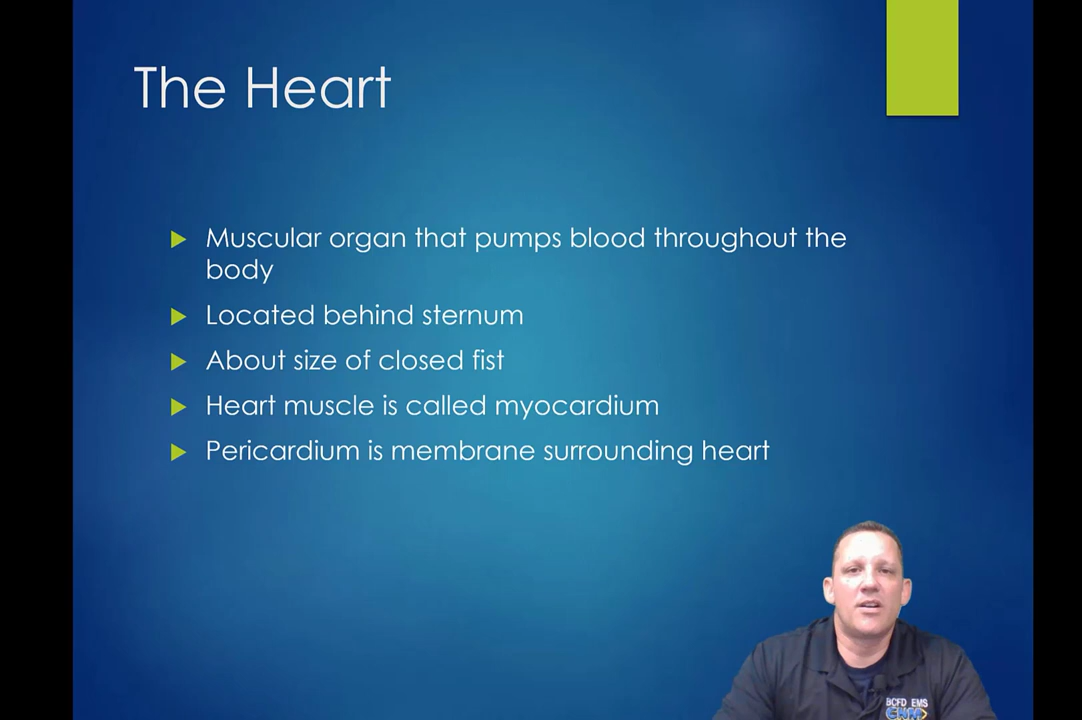 The Heart
Muscular organ that pumps blood throughout the
body
Located behind sternum
About size of closed fist
Heart muscle is called myocardium
Pericardium is membrane surrounding heart
BCFD EMS
CNM